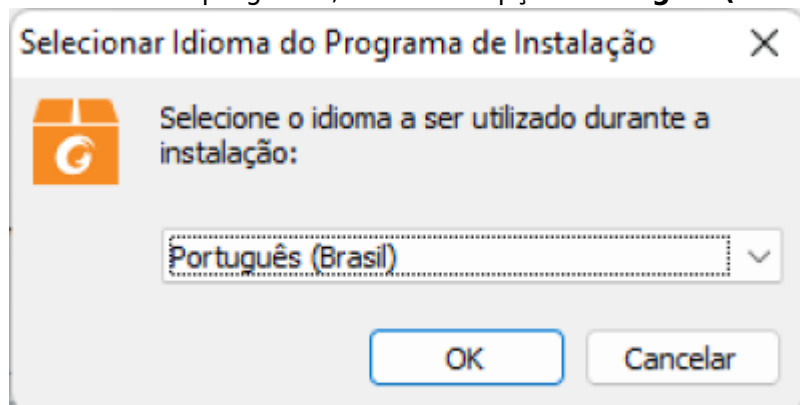 Selecionar Idioma do Programa de Instalação
Selecione o idioma a ser utilizado durante a
instalação:
Português (Brasil)
OK
Cancelar